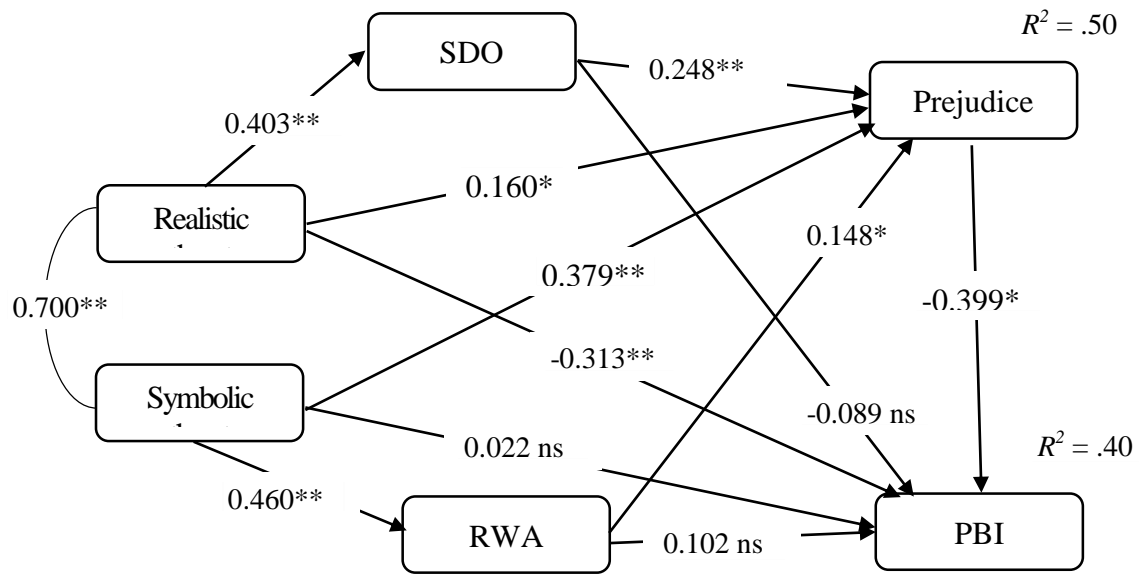 SDO
R² = .50
0.248**
Prejudice
0.403**
0.160*
Realistic
0.148*
0.379**
0.700**
-0.399*
-0.313**
Symbolic
-0.089 ns
0.022 ns
R² = .40
0.460**
RWA
0.102 ns
PBI